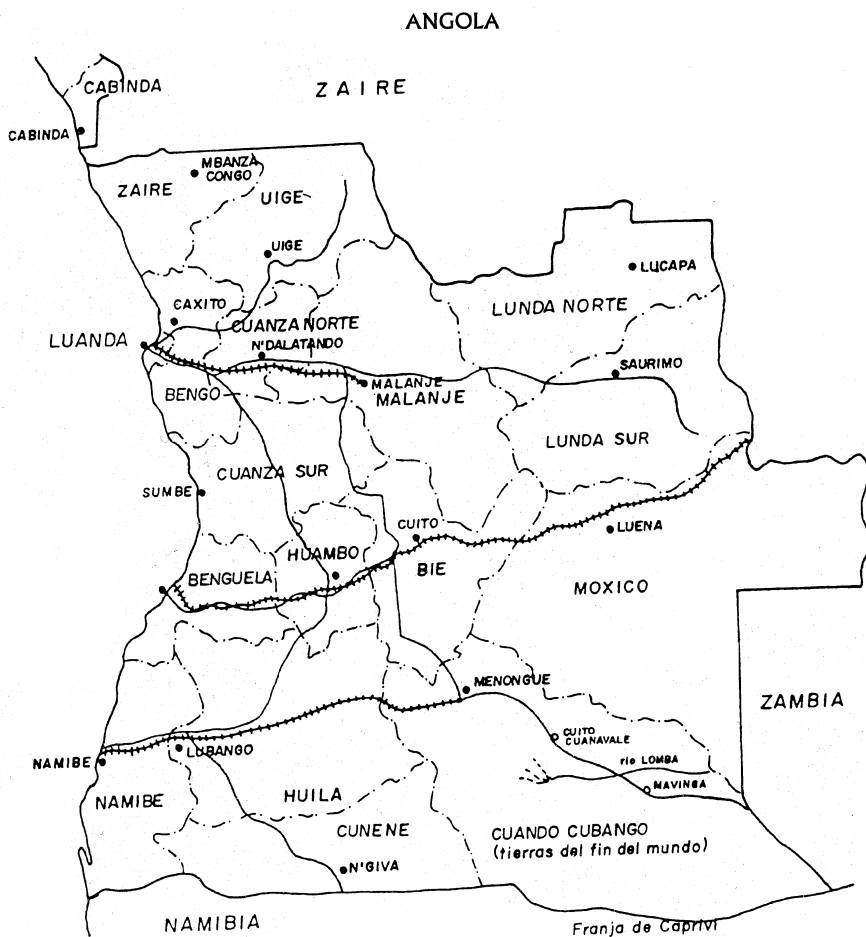 ANGOLA
CABINDA
ZAIRE
CABINDA
MBANZA
CONGO
ZAIRE
UIGE
UIGE
LUCAPA
CAXITO
LUNDA NORTE
CUANZA NORTE
LUANDA
N'DALATANDO
SAURIMO
MALANJE
BENGO
MALANJE
LUNDA SUR
CUANZA SUR
SUMBE
CUITO
LUENA
HUAMBO
BENGUELA
BIE
MOXICO
MENONGUE
ZAMBIA
CUITO
CUANAVALE
LUBANGO
río LOMBA
NAMIBE
MAVINGA
NAMIBE
HUILA
CUNENE
CUANDO CUBANGO
(tierras del fin del mundo)
N'GIVA
NAMIBIA
Franja de Caprivi